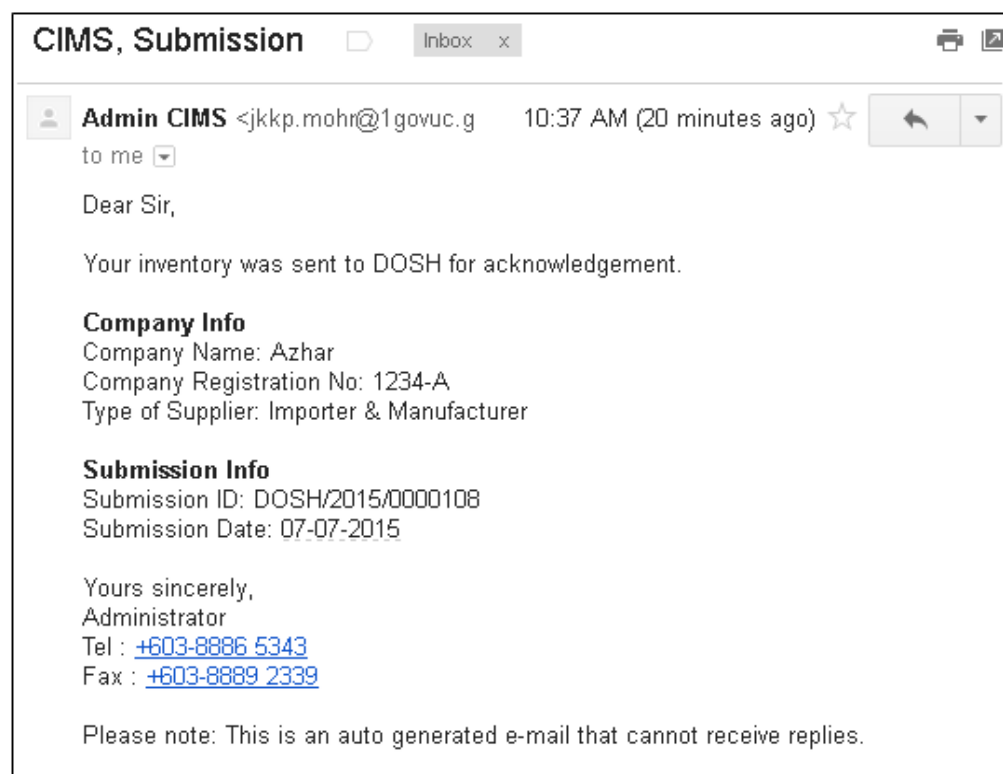 CIMS, Submission Inbox x
Admin CIMS <jkkp.mohr@1govuc.g 10:37 AM (20 minutes ago)
to me
Dear Sir,
Your inventory was sent to DOSH for acknowledgement.
Company Info
Company Name: Azhar
Company Registration No: 1234-A
Type of Supplier: Importer & Manufacturer
Submission Info
Submission ID: DOSH/2015/0000108
Submission Date: 07-07-2015
Yours sincerely,
Administrator
Tel : +603-8886 5343
Fax : +603-8889 2339
Please note: This is an auto generated e-mail that cannot receive replies.